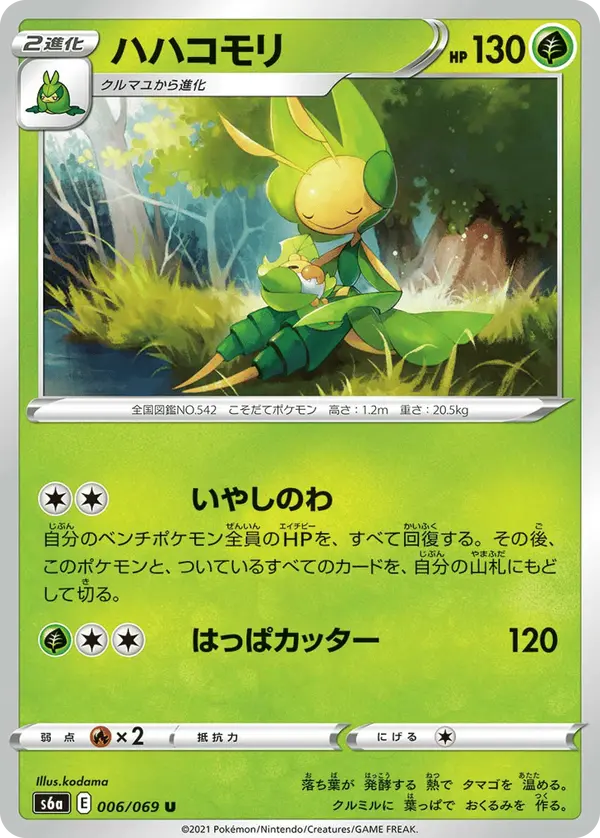 2進化
ハハコモリ
HP 130
クルマユから進化
全国図鑑NO.542 こそだてポケモン 高さ：1.2m 重さ：20.5kg
いやしのわ
自分のベンチポケモン全員のHPを、すべて回復する。その後、
このポケモンと、ついているすべてのカードを、自分の山札にもど
して切る。
はっぱカッター 120
弱点 ×2 抵抗力 にげる
Illus.kodama
落ち葉が 発酵する 熱で タマゴを 温める。
クルミルに 葉っぱで おくるみを 作る。
s6a E 006/069 U
©2021 Pokémon/Nintendo/Creatures/GAME FREAK.